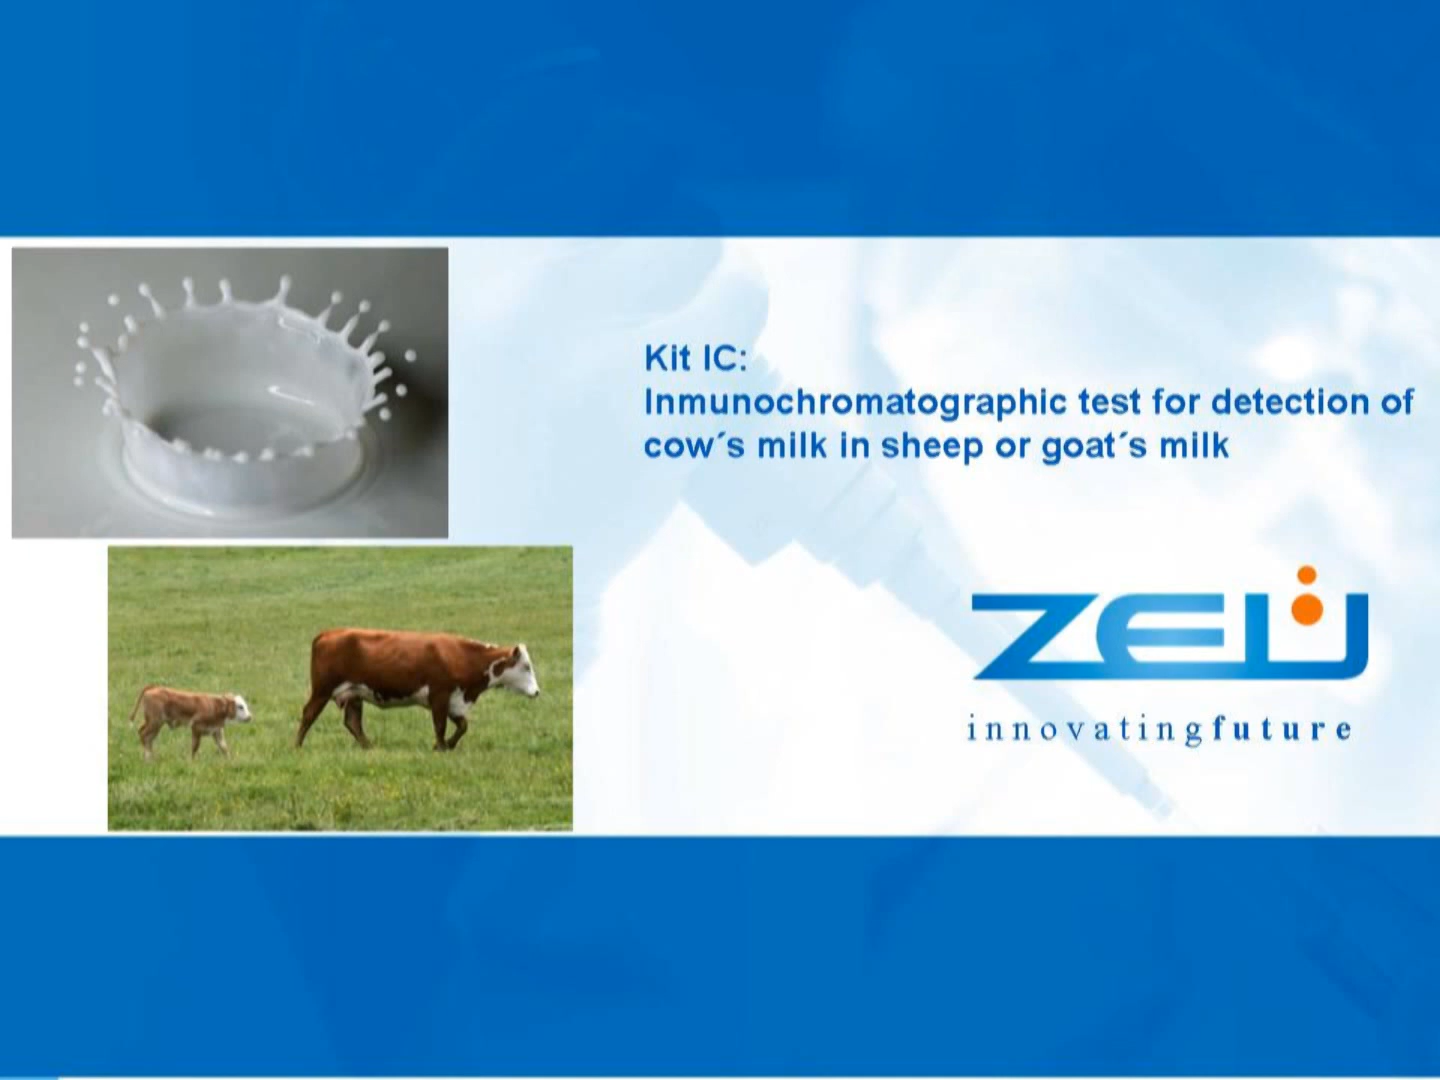 Kit IC:
Inmunochromatographic test for detection of
cow´s milk in sheep or goat´s milk
ZEU
innovatingfuture